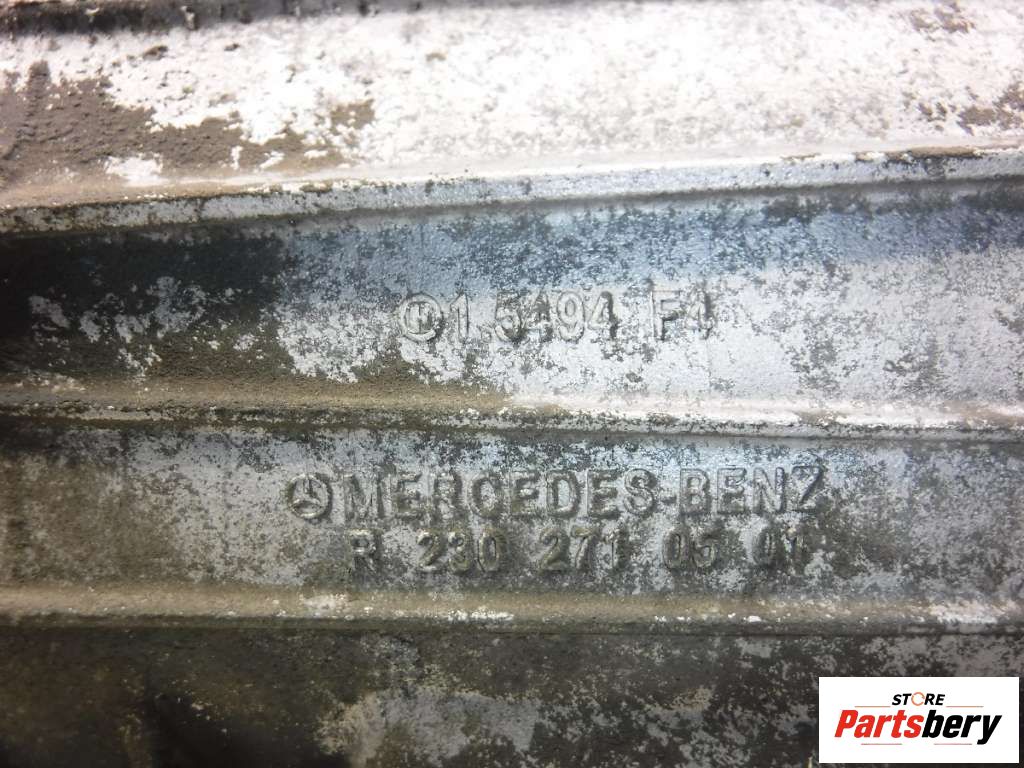 1.5494 F4
MERCEDES-BENZ
R 230 271 05 01
STORE
Partsbery